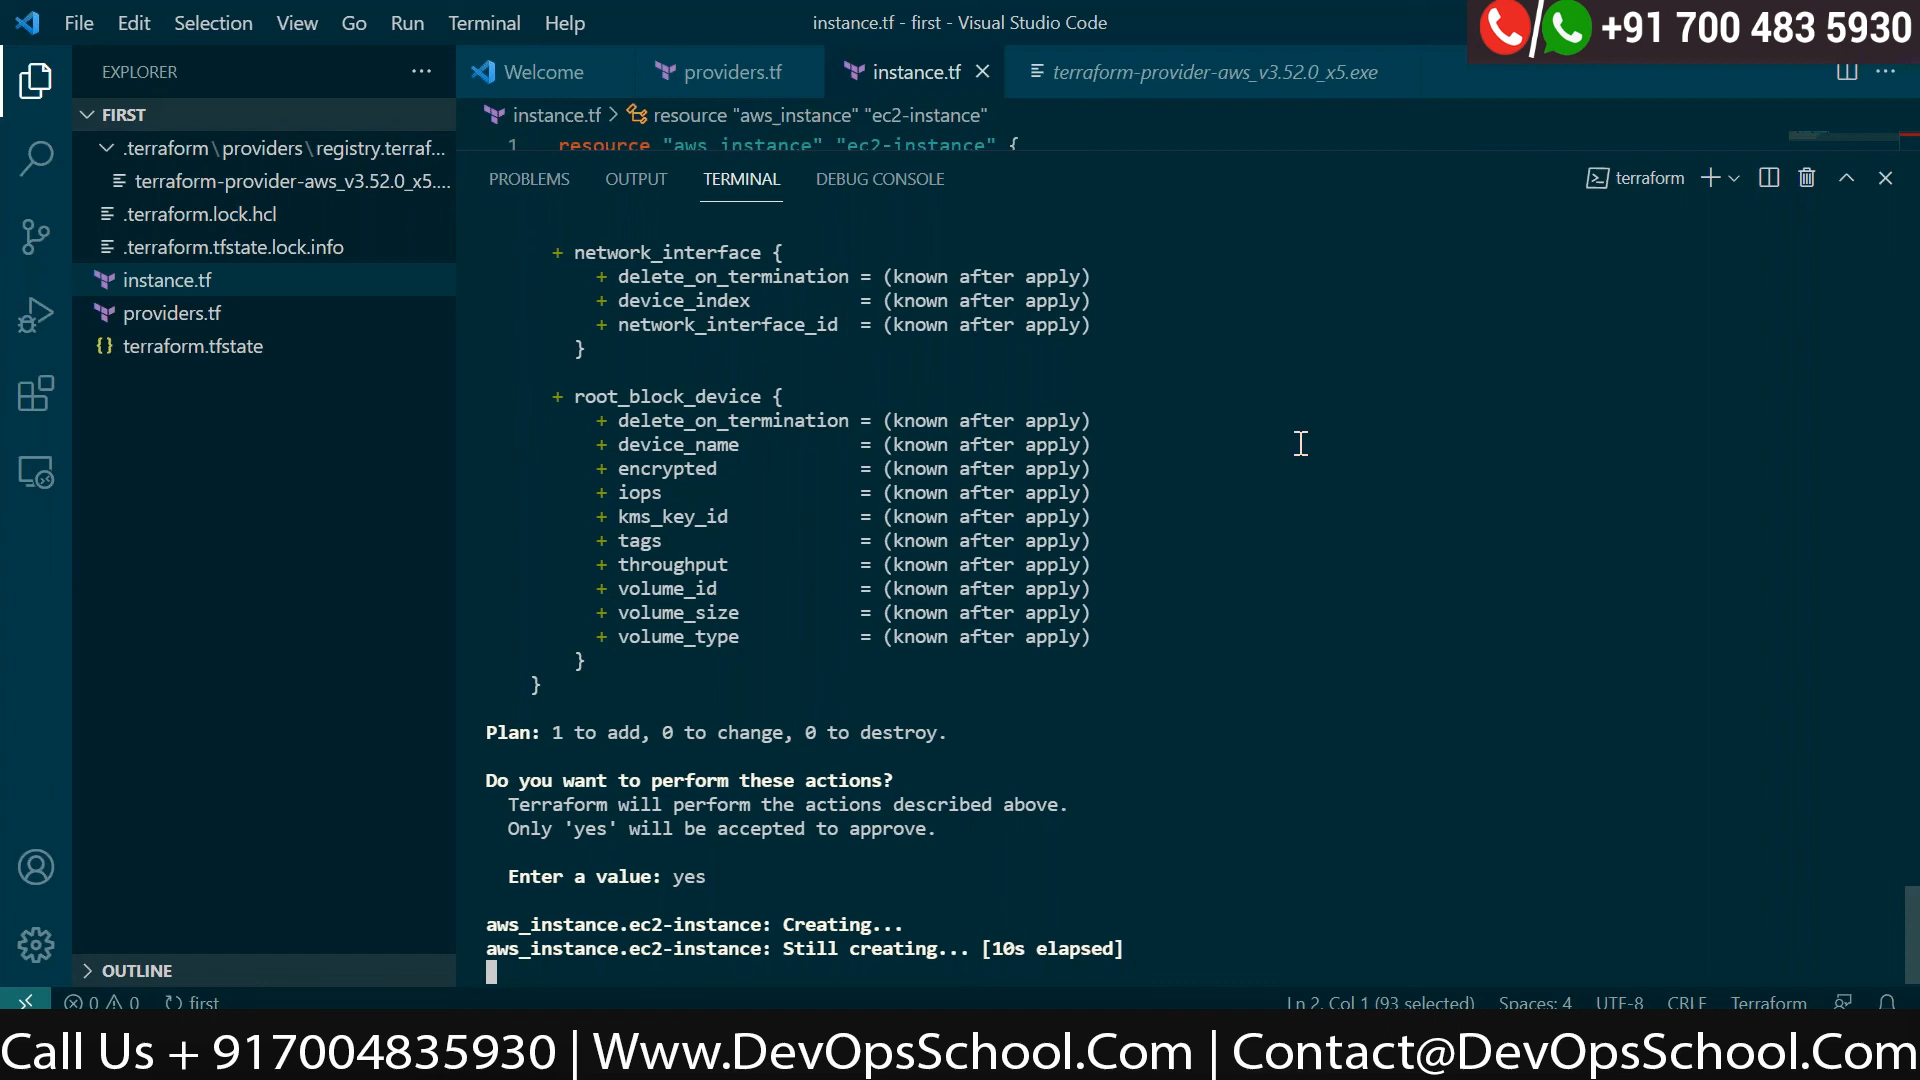 File Edit Selection View Go Run Terminal Help
instance.tf - first - Visual Studio Code
+91 700 483 5930
EXPLORER
Welcome
providers.tf
instance.tf
terraform-provider-aws_v3.52.0_x5.exe
FIRST
.terraform\providers\registry.terraf...
terraform-provider-aws_v3.52.0_x5....
.terraform.lock.hcl
.terraform.tfstate.lock.info
instance.tf
providers.tf
terraform.tfstate
OUTLINE
instance.tf > resource "aws_instance" "ec2-instance"
1 resource "aws_instance" "ec2-instance" {
PROBLEMS OUTPUT TERMINAL DEBUG CONSOLE
terraform
+ network_interface {
+ delete_on_termination = (known after apply)
+ device_index = (known after apply)
+ network_interface_id = (known after apply)
}
+ root_block_device {
+ delete_on_termination = (known after apply)
+ device_name = (known after apply)
+ encrypted = (known after apply)
+ iops = (known after apply)
+ kms_key_id = (known after apply)
+ tags = (known after apply)
+ throughput = (known after apply)
+ volume_id = (known after apply)
+ volume_size = (known after apply)
+ volume_type = (known after apply)
}
}
Plan: 1 to add, 0 to change, 0 to destroy.
Do you want to perform these actions?
Terraform will perform the actions described above.
Only 'yes' will be accepted to approve.
Enter a value: yes
aws_instance.ec2-instance: Creating...
aws_instance.ec2-instance: Still creating... [10s elapsed]
0 0 first
Ln 2, Col 1 (93 selected) Spaces: 4 UTF-8 CRLF Terraform
Call Us + 917004835930 | Www.DevOpsSchool.Com | Contact@DevOpsSchool.Com